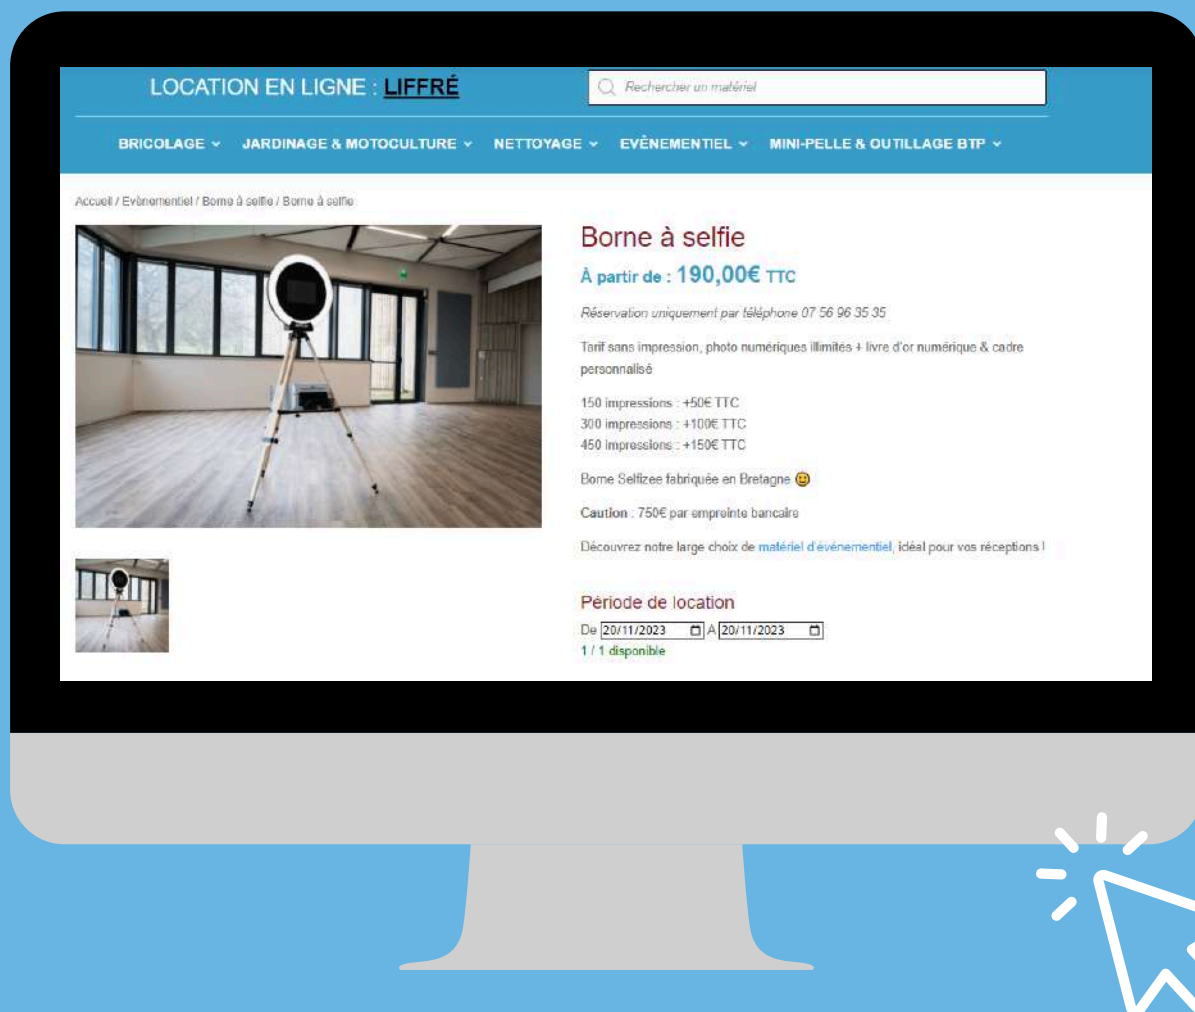 LOCATION EN LIGNE : LIFFRÉ
Rechercher un matériel
BRICOLAGE JARDINAGE & MOTOCULTURE NETTOYAGE EVÈNEMENTIEL MINI-PELLE & OUTILLAGE BTP
Accueil / Evènementiel / Borne à selfie / Borne à selfie
Borne à selfie
À partir de : 190,00€ TTC
Réservation uniquement par téléphone 07 56 96 35 35
Tarif sans impression, photo numériques illimités + livre d'or numérique & cadre
personnalisé
150 impressions : +50€ TTC
300 impressions : +100€ TTC
450 impressions : +150€ TTC
Borne Selfizee fabriquée en Bretagne 🙂
Caution : 750€ par empreinte bancaire
Découvrez notre large choix de matériel d'événementiel, idéal pour vos réceptions !
Période de location
De 20/11/2023 A 20/11/2023
1 / 1 disponible